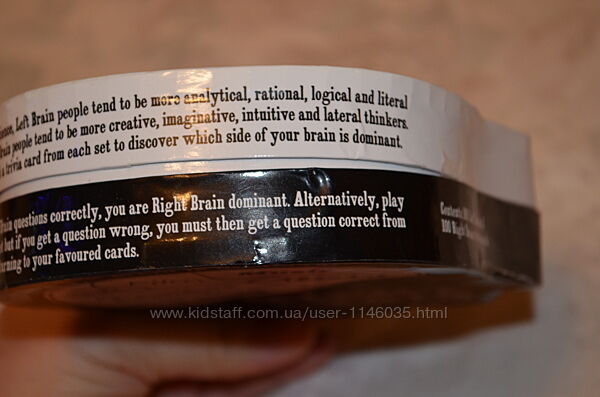 Left Brain people tend to be more analytical, rational, logical and literal
people tend to be more creative, imaginative, intuitive and lateral thinkers.
trivia card from each set to discover which side of your brain is dominant.
questions correctly, you are Right Brain dominant. Alternatively, play
but if you get a question wrong, you must then get a question correct from
to your favoured cards.
100
www.kidstaff.com.ua/user-1146035.html